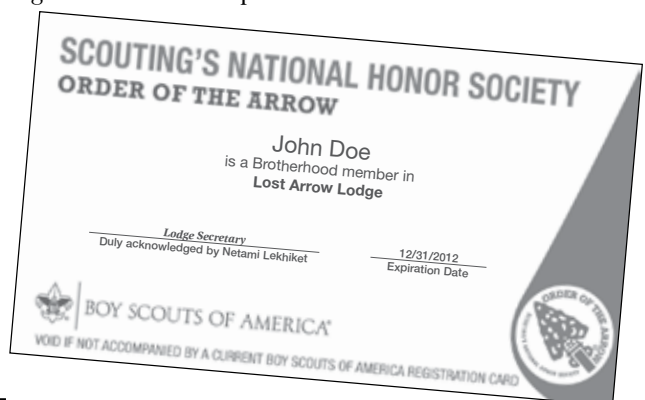 SCOUTING'S NATIONAL HONOR SOCIETY
ORDER OF THE ARROW
John Doe
is a Brotherhood member in
Lost Arrow Lodge
Lodge Secretary
Duly acknowledged by Netami Lekhiket
12/31/2012
Expiration Date
BOY SCOUTS OF AMERICA®
VOID IF NOT ACCOMPANIED BY A CURRENT BOY SCOUTS OF AMERICA REGISTRATION CARD
ORDER OF THE ARROW